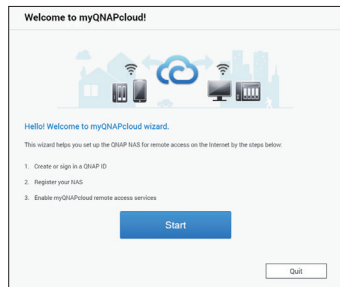 Welcome to myQNAPcloud!
Hello! Welcome to myQNAPcloud wizard.
This wizard helps you set up the QNAP NAS for remote access on the Internet by the steps below:
1. Create or sign in a QNAP ID
2. Register your NAS
3. Enable myQNAPcloud remote access services
Start
Quit